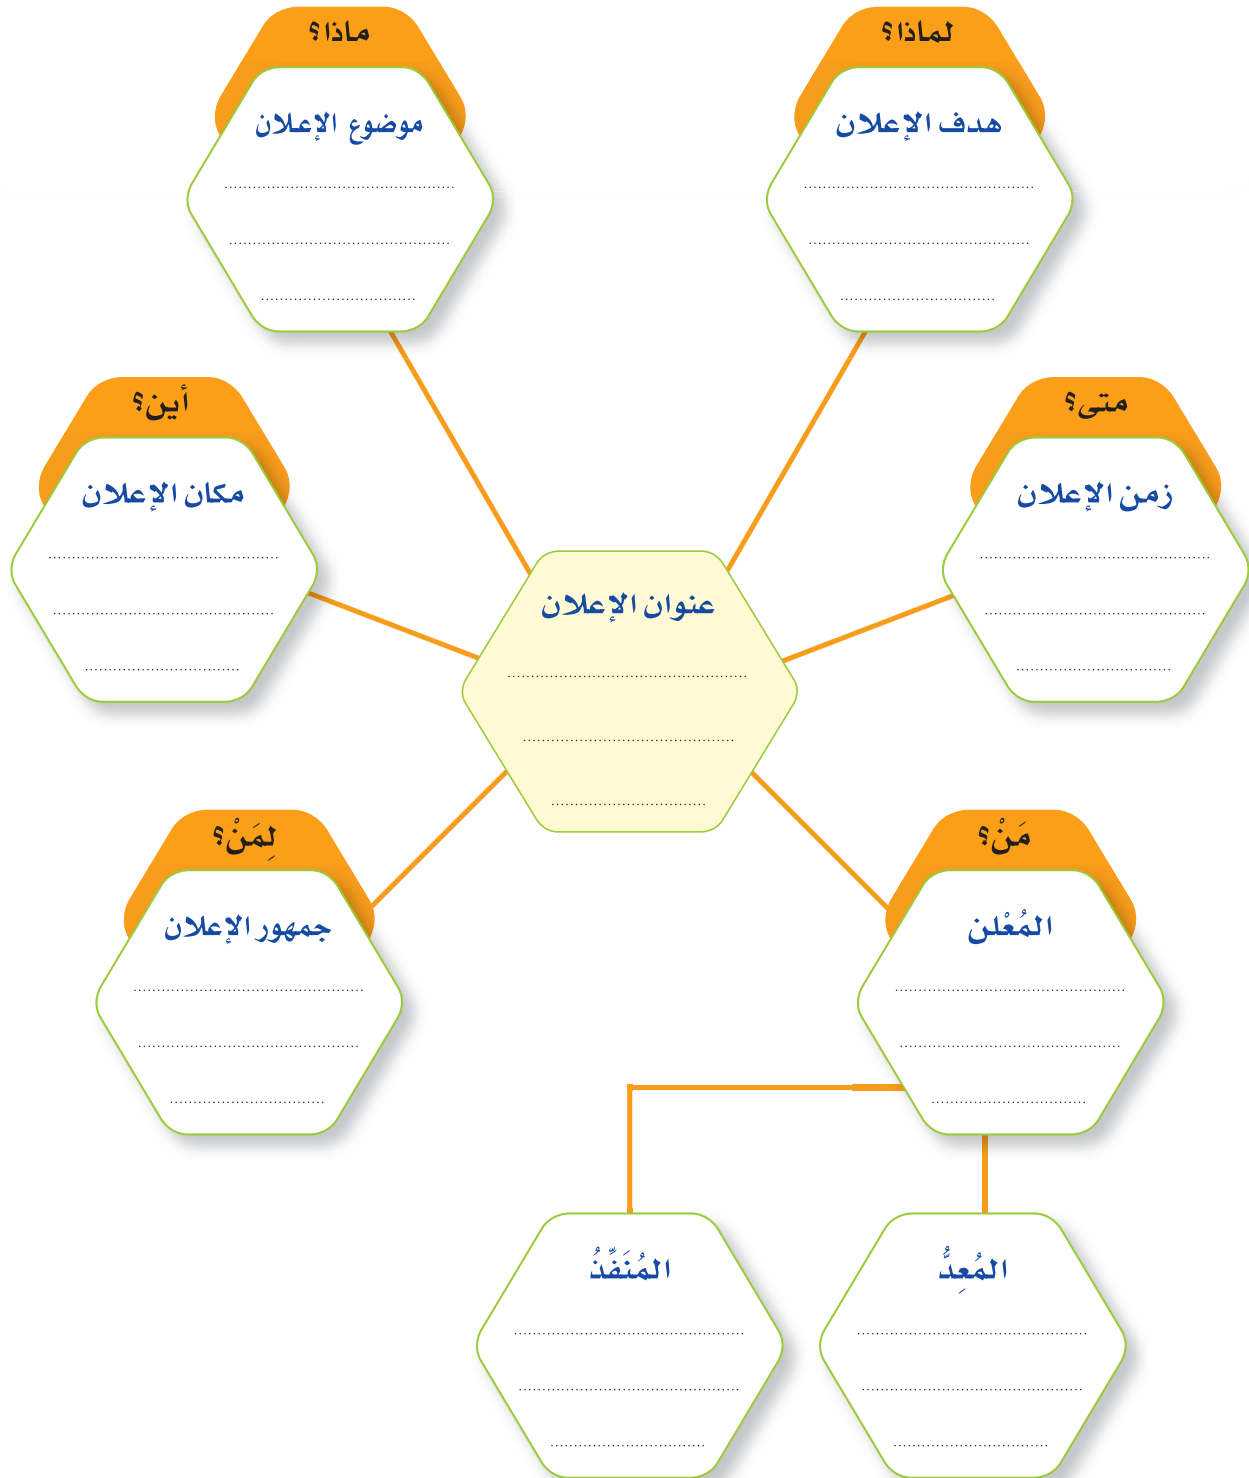 لماذا؟
هدف الإعلان
ماذا؟
موضوع الإعلان
متى؟
زمن الإعلان
أين؟
مكان الإعلان
عنوان الإعلان
مَنْ؟
المُعْلن
لِمَنْ؟
جمهور الإعلان
المُعِدُّ
المُنَفِّذُ